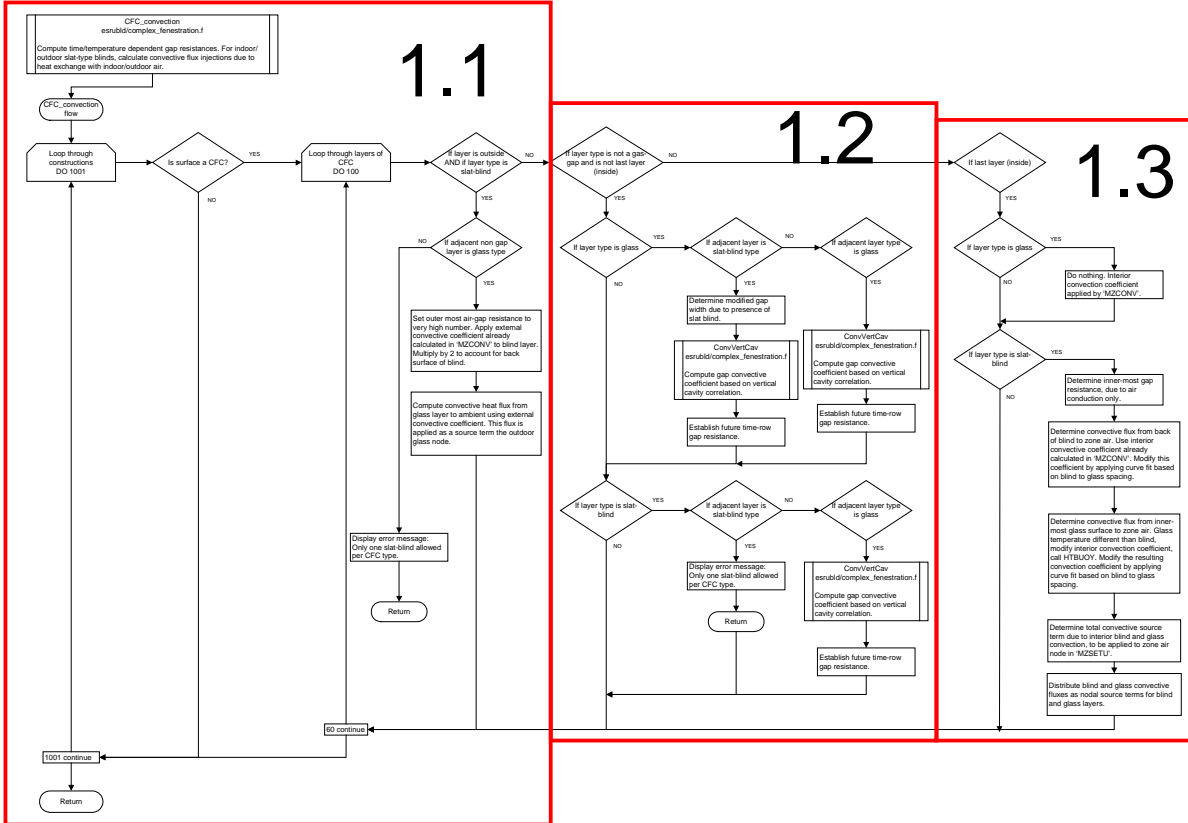 CFC_convection
esrubld/complex_fenestration.f
Compute time/temperature dependent gap resistances. For indoor/
outdoor slat-type blinds, calculate convective flux injections due to
heat exchange with indoor/outdoor air.
1.1
CFC_convection
flow
Loop through
constructions
DO 1001
Is surface a CFC?
YES
NO
Loop through layers of
CFC
DO 100
If layer is outside
AND if layer type is
slat-blind
NO
YES
If adjacent non gap
layer is glass type
NO
YES
Set outer most air-gap resistance to
very high number. Apply external
convective coefficient already
calculated in 'MZCONV' to blind layer.
Multiply by 2 to account for back
surface of blind.
Compute convective heat flux from
glass layer to ambient using external
convective coefficient. This flux is
applied as a source term the outdoor
glass node.
Display error message:
Only one slat-blind allowed
per CFC type.
Return
60 continue
1001 continue
Return
1.2
If layer type is not a gas-
gap and is not last layer
(inside)
NO
YES
If layer type is glass
YES
NO
If adjacent layer is
slat-blind type
NO
YES
If adjacent layer type
is glass
YES
Determine modified gap
width due to presence of
slat blind.
ConvVertCav
esrubld/complex_fenestration.f
Compute gap convective
coefficient based on vertical
cavity correlation.
Establish future time-row
gap resistance.
ConvVertCav
esrubld/complex_fenestration.f
Compute gap convective
coefficient based on vertical
cavity correlation.
Establish future time-row
gap resistance.
If layer type is slat-
blind
YES
NO
If adjacent layer is
slat-blind type
NO
YES
If adjacent layer type
is glass
YES
Display error message:
Only one slat-blind allowed
per CFC type.
Return
ConvVertCav
esrubld/complex_fenestration.f
Compute gap convective
coefficient based on vertical
cavity correlation.
Establish future time-row
gap resistance.
1.3
If last layer (inside)
YES
If layer type is glass
YES
NO
Do nothing. Interior
convection coefficient
applied by 'MZCONV'.
If layer type is slat-
blind
YES
NO
Determine inner-most gap
resistance, due to air
conduction only.
Determine convective flux from back
of blind to zone air. Use interior
convective coefficient already
calculated in 'MZCONV'. Modify this
coefficient by applying curve fit based
on blind to glass spacing.
Determine convective flux from inner-
most glass surface to zone air. Glass
temperature different than blind,
modify interior convection coefficient,
call HTBUOY. Modify the resulting
convection coefficient by applying
curve fit based on blind to glass
spacing.
Determine total convective source
term due to interior blind and glass
convection, to be applied to zone air
node in 'MZSETU'.
Distribute blind and glass convective
fluxes as nodal source terms for blind
and glass layers.